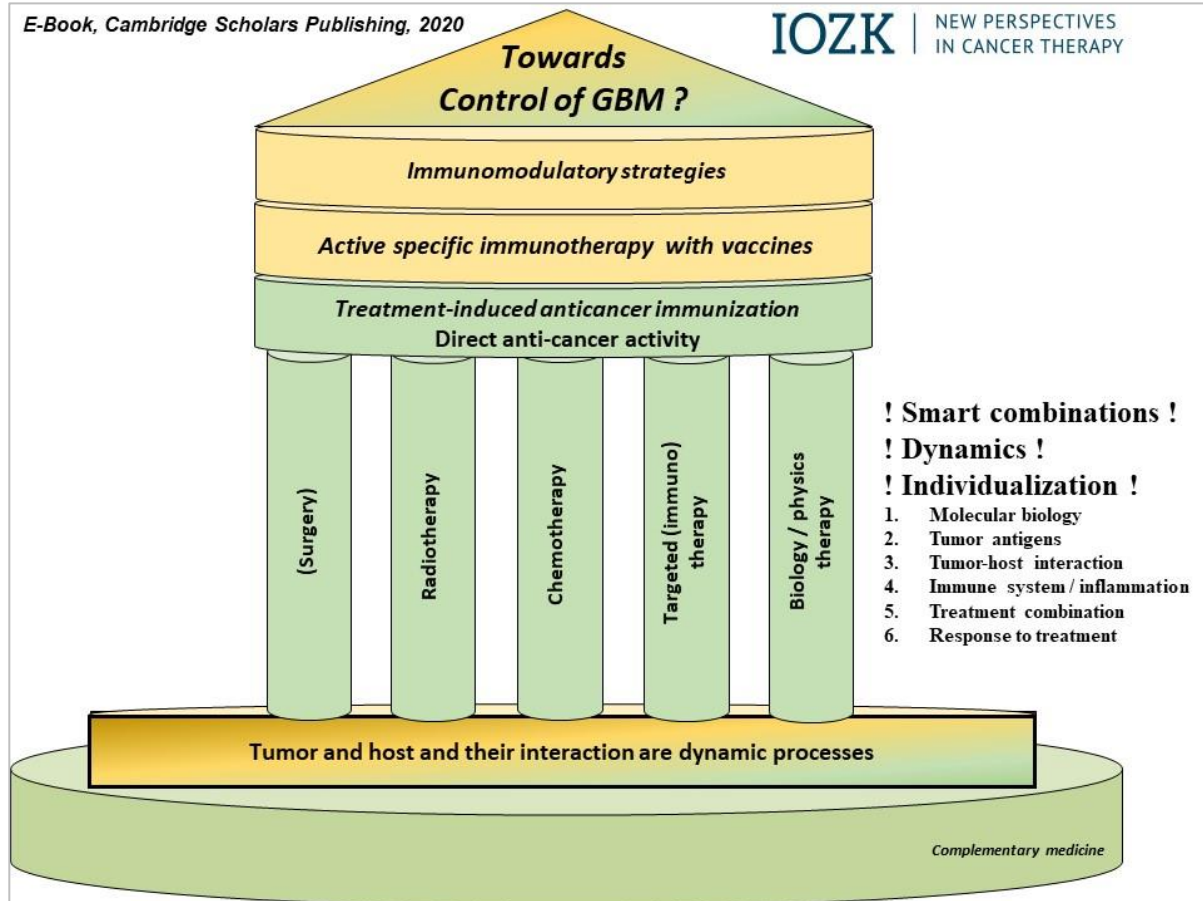 E-Book, Cambridge Scholars Publishing, 2020
IOZK
NEW PERSPECTIVES
IN CANCER THERAPY
Towards
Control of GBM ?
Immunomodulatory strategies
Active specific immunotherapy with vaccines
Treatment-induced anticancer immunization
Direct anti-cancer activity
(Surgery)
Radiotherapy
Chemotherapy
Targeted (immuno)
therapy
Biology / physics
therapy
! Smart combinations !
! Dynamics !
! Individualization !
1. Molecular biology
2. Tumor antigens
3. Tumor-host interaction
4. Immune system / inflammation
5. Treatment combination
6. Response to treatment
Tumor and host and their interaction are dynamic processes
Complementary medicine